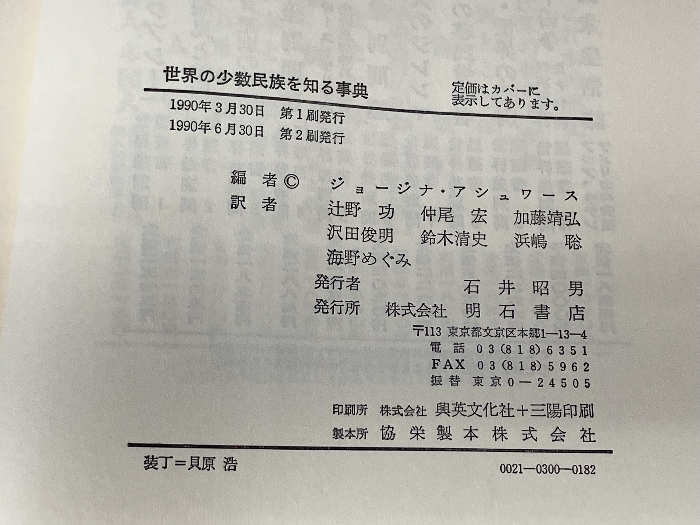 世界の少数民族を知る事典
定価はカバーに
表示してあります。
1990年3月30日 第1刷発行
1990年6月30日 第2刷発行
編者© ジョージナ・アシュワース
訳者 辻野 功 仲尾 宏 加藤靖弘
沢田俊明 鈴木清史 浜嶋 聡
海野めぐみ
発行者 石井昭男
発行所 株式会社 明石書店
〒113 東京都文京区本郷1―13―4
電話 03(818)6351
FAX 03(818)5962
振替 東京0―24505
印刷所 株式会社 興英文化社+三陽印刷
製本所 協栄製本株式会社
装丁=貝原 浩
0021―0300―0182